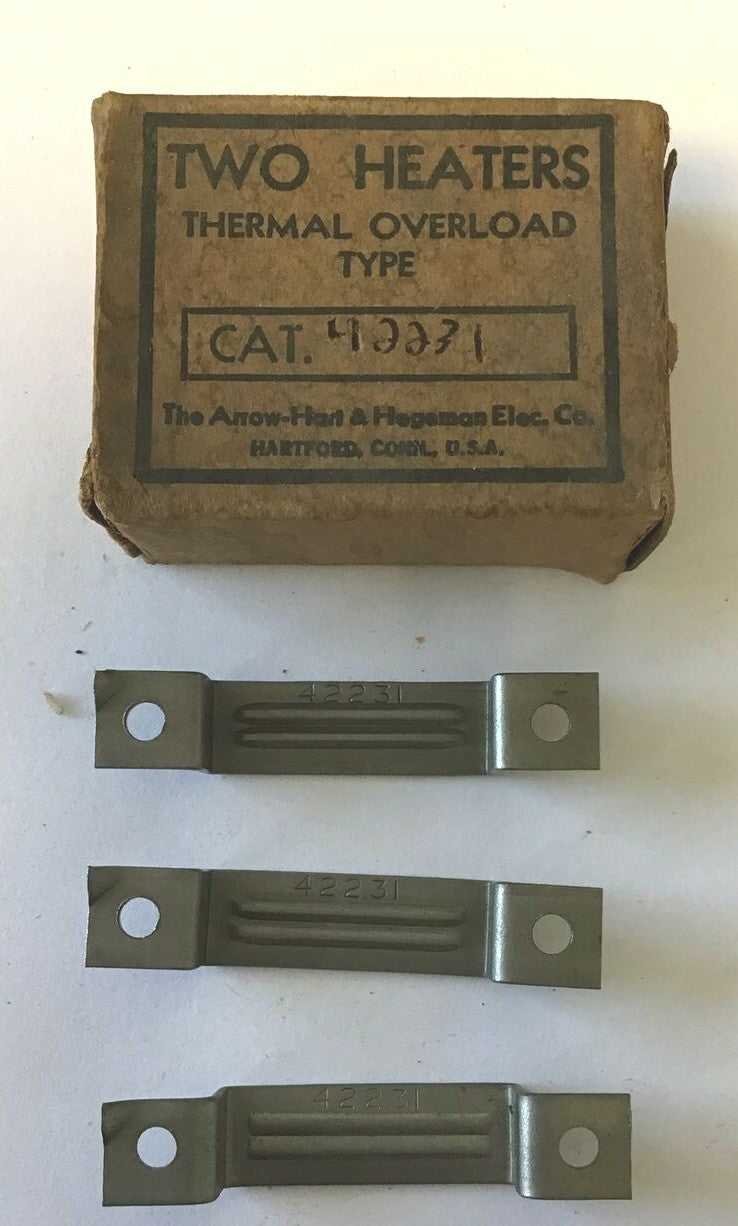 TWO HEATERS
THERMAL OVERLOAD
TYPE
CAT. 42231
The Arrow-Hart & Hegeman Elec. Co.
HARTFORD, CONN., U.S.A.
42231
42231
42231